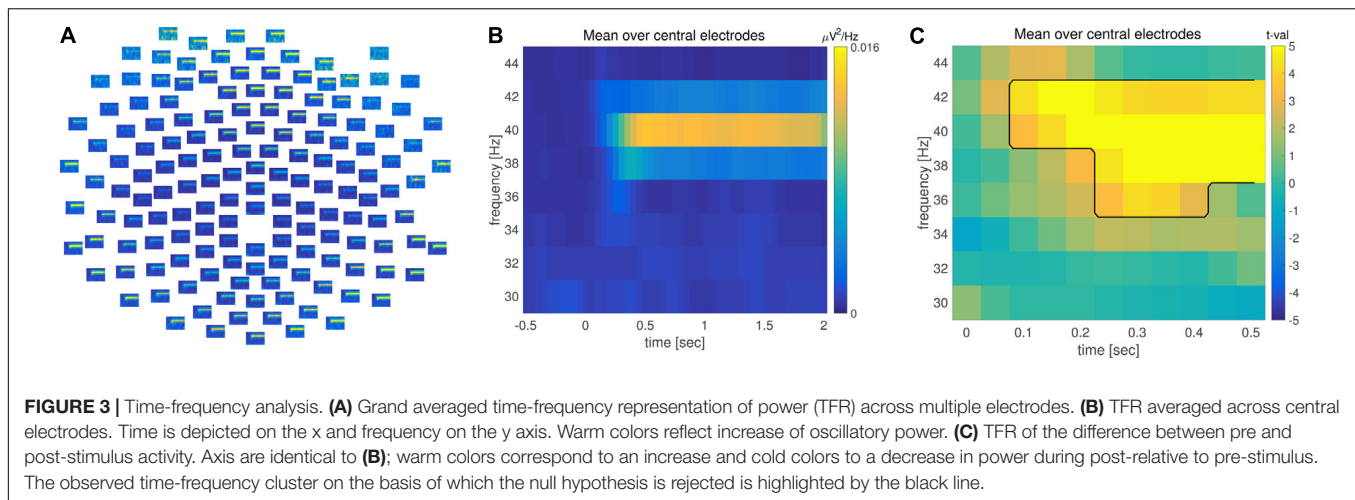 A
B
Mean over central electrodes
μV²/Hz
0.016
0
44
42
40
38
36
34
32
30
frequency [Hz]
-0.5
0
0.5
1
1.5
2
time [sec]
C
Mean over central electrodes
t-val
5
4
3
2
1
0
-1
-2
-3
-4
-5
44
42
40
38
36
34
32
30
frequency [Hz]
0
0.1
0.2
0.3
0.4
0.5
time [sec]
FIGURE 3 | Time-frequency analysis. (A) Grand averaged time-frequency representation of power (TFR) across multiple electrodes. (B) TFR averaged across central
electrodes. Time is depicted on the x and frequency on the y axis. Warm colors reflect increase of oscillatory power. (C) TFR of the difference between pre and
post-stimulus activity. Axis are identical to (B); warm colors correspond to an increase and cold colors to a decrease in power during post-relative to pre-stimulus.
The observed time-frequency cluster on the basis of which the null hypothesis is rejected is highlighted by the black line.